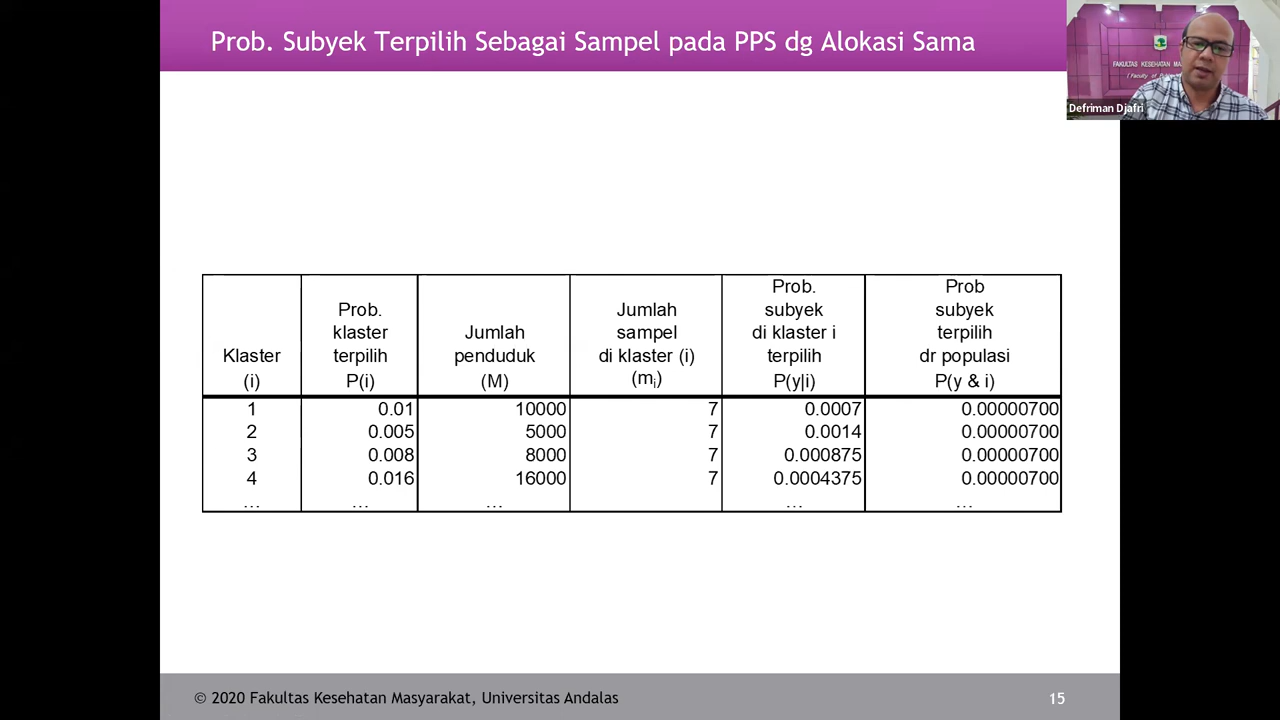 Prob. Subyek Terpilih Sebagai Sampel pada PPS dg Alokasi Sama
FAKULTAS KESEHATAN
Defriman Djafri
Klaster (i) | Prob. klaster terpilih P(i) | Jumlah penduduk (M) | Jumlah sampel di klaster (i) (mi) | Prob. subyek di klaster i terpilih P(y|i) | Prob subyek terpilih dr populasi P(y & i)
1 0.01 10000 7 0.0007 0.00000700
2 0.005 5000 7 0.0014 0.00000700
3 0.008 8000 7 0.000875 0.00000700
4 0.016 16000 7 0.0004375 0.00000700
... ... ... ... ...
© 2020 Fakultas Kesehatan Masyarakat, Universitas Andalas
15